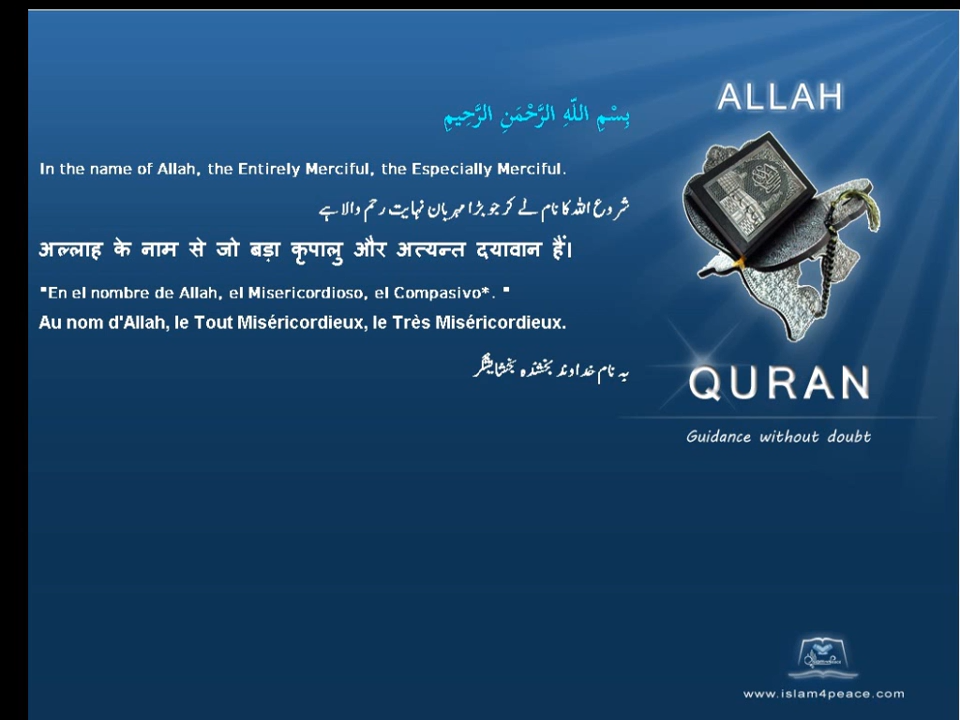 بِسْمِ اللّهِ الرَّحْمَنِ الرَّحِيمِ
In the name of Allah, the Entirely Merciful, the Especially Merciful.
شروع الله کا نام لے کر جو بڑا مہربان نہایت رحم والا ہے
अल्लाह के नाम से जो बड़ा कृपालु और अत्यन्त दयावान हैं।
"En el nombre de Allah, el Misericordioso, el Compasivo*. "
Au nom d'Allah, le Tout Miséricordieux, le Très Miséricordieux.
به نام خداوند بخشنده بخشایشگر
ALLAH
QURAN
Guidance without doubt
www.islam4peace.com